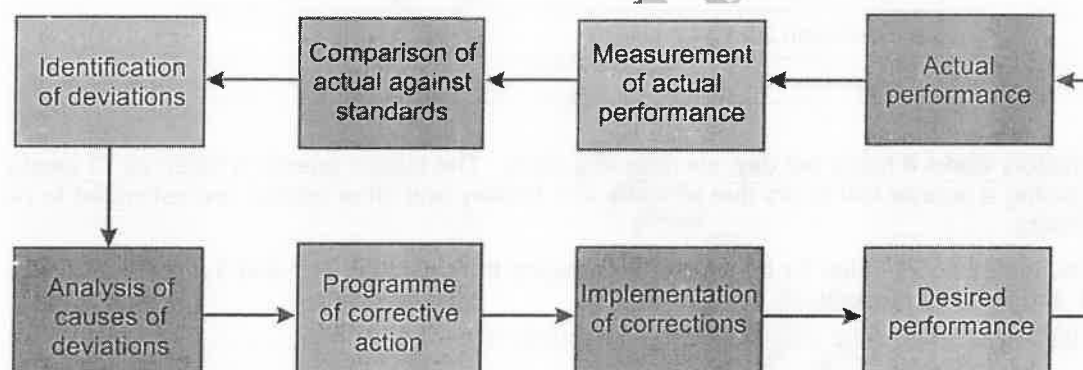 Identification
of deviations
Comparison of
actual against
standards
Measurement
of actual
performance
Actual
performance
Analysis of
causes of
deviations
Programme
of corrective
action
Implementation
of corrections
Desired
performance